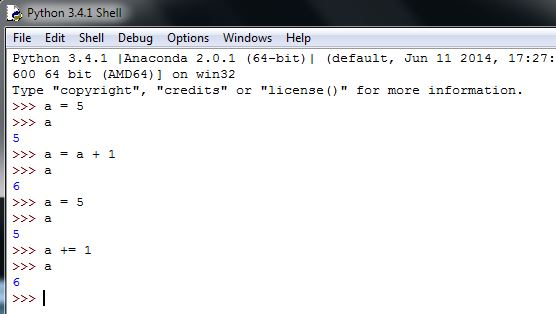 Python 3.4.1 Shell
File Edit Shell Debug Options Windows Help
Python 3.4.1 |Anaconda 2.0.1 (64-bit)| (default, Jun 11 2014, 17:27:
600 64 bit (AMD64)] on win32
Type "copyright", "credits" or "license()" for more information.
>>> a = 5
>>> a
5
>>> a = a + 1
>>> a
6
>>> a = 5
>>> a
5
>>> a += 1
>>> a
6
>>>